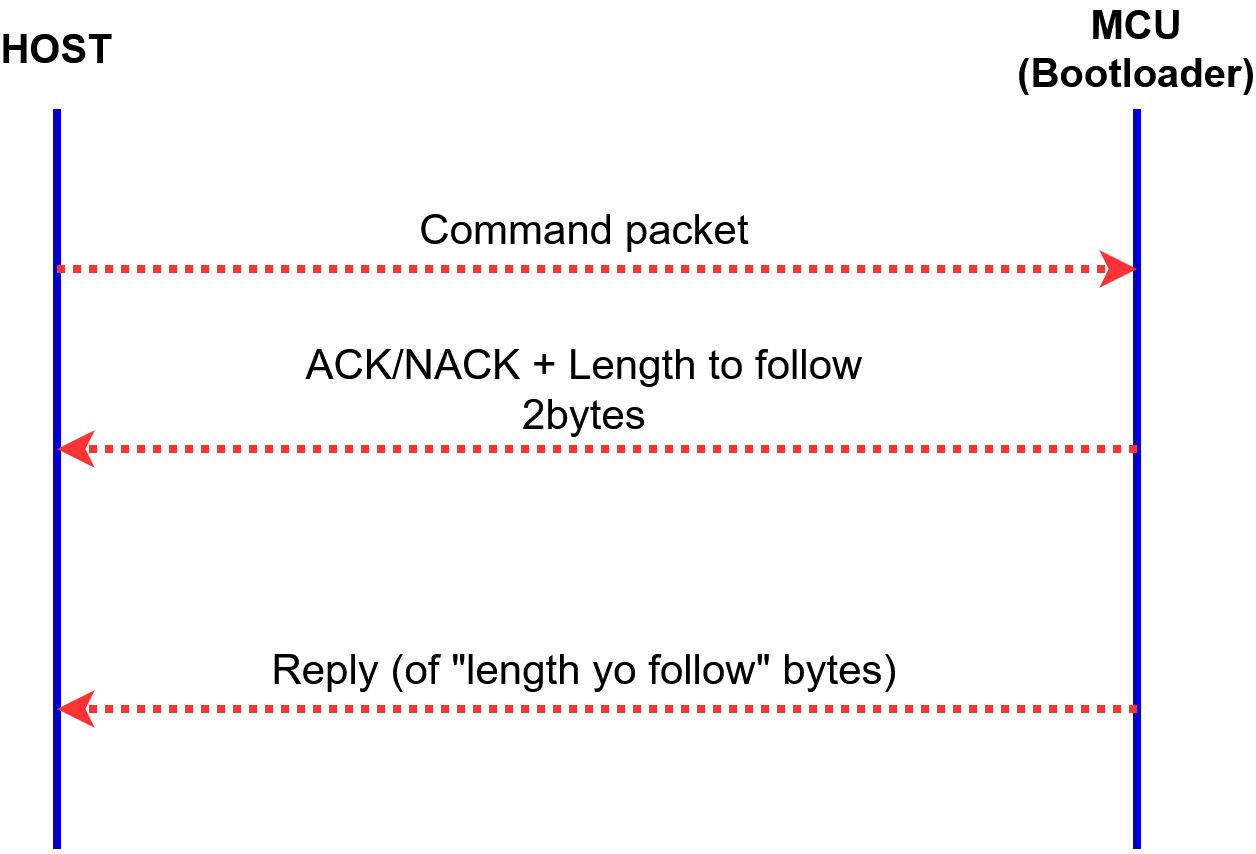 HOST
MCU
(Bootloader)
Command packet
ACK/NACK + Length to follow
2bytes
Reply (of "length yo follow" bytes)